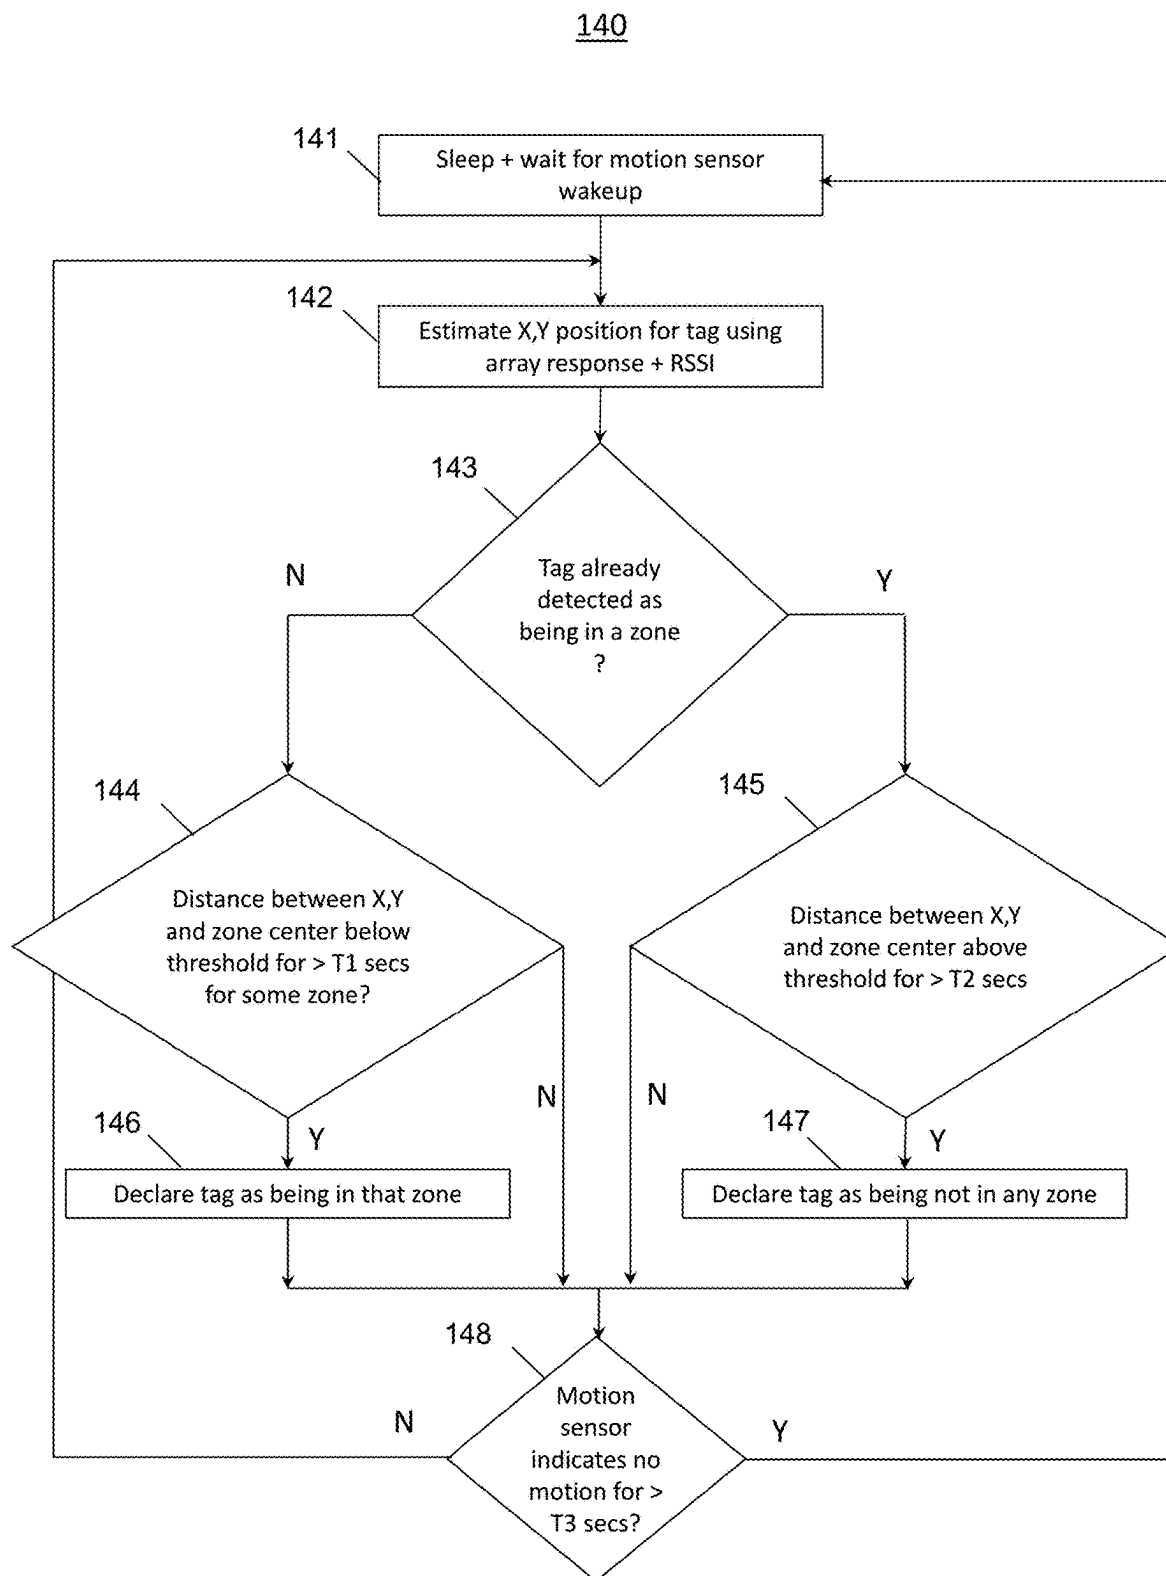 140
141
Sleep + wait for motion sensor
wakeup
142
Estimate X,Y position for tag using
array response + RSSI
143
Tag already
detected as
being in a zone
?
N
Y
144
Distance between X,Y
and zone center below
threshold for > T1 secs
for some zone?
145
Distance between X,Y
and zone center above
threshold for > T2 secs
N
N
146
Y
147
Y
Declare tag as being in that zone
Declare tag as being not in any zone
148
Motion
sensor
indicates no
motion for >
T3 secs?
N
Y